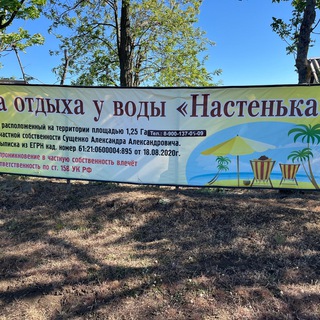 а отдыха у воды «Настенька
расположенный на территории площадью 1,25 Га Тел.: 8-900-137-01-09
частной собственности Сущенко Александра Александровича.
выписка из ЕГРН кад. номер 61:21:0600004:895 от 18.08.2020г.
проникновение в частную собственность влечёт
ответственность по ст. 158 УК РФ